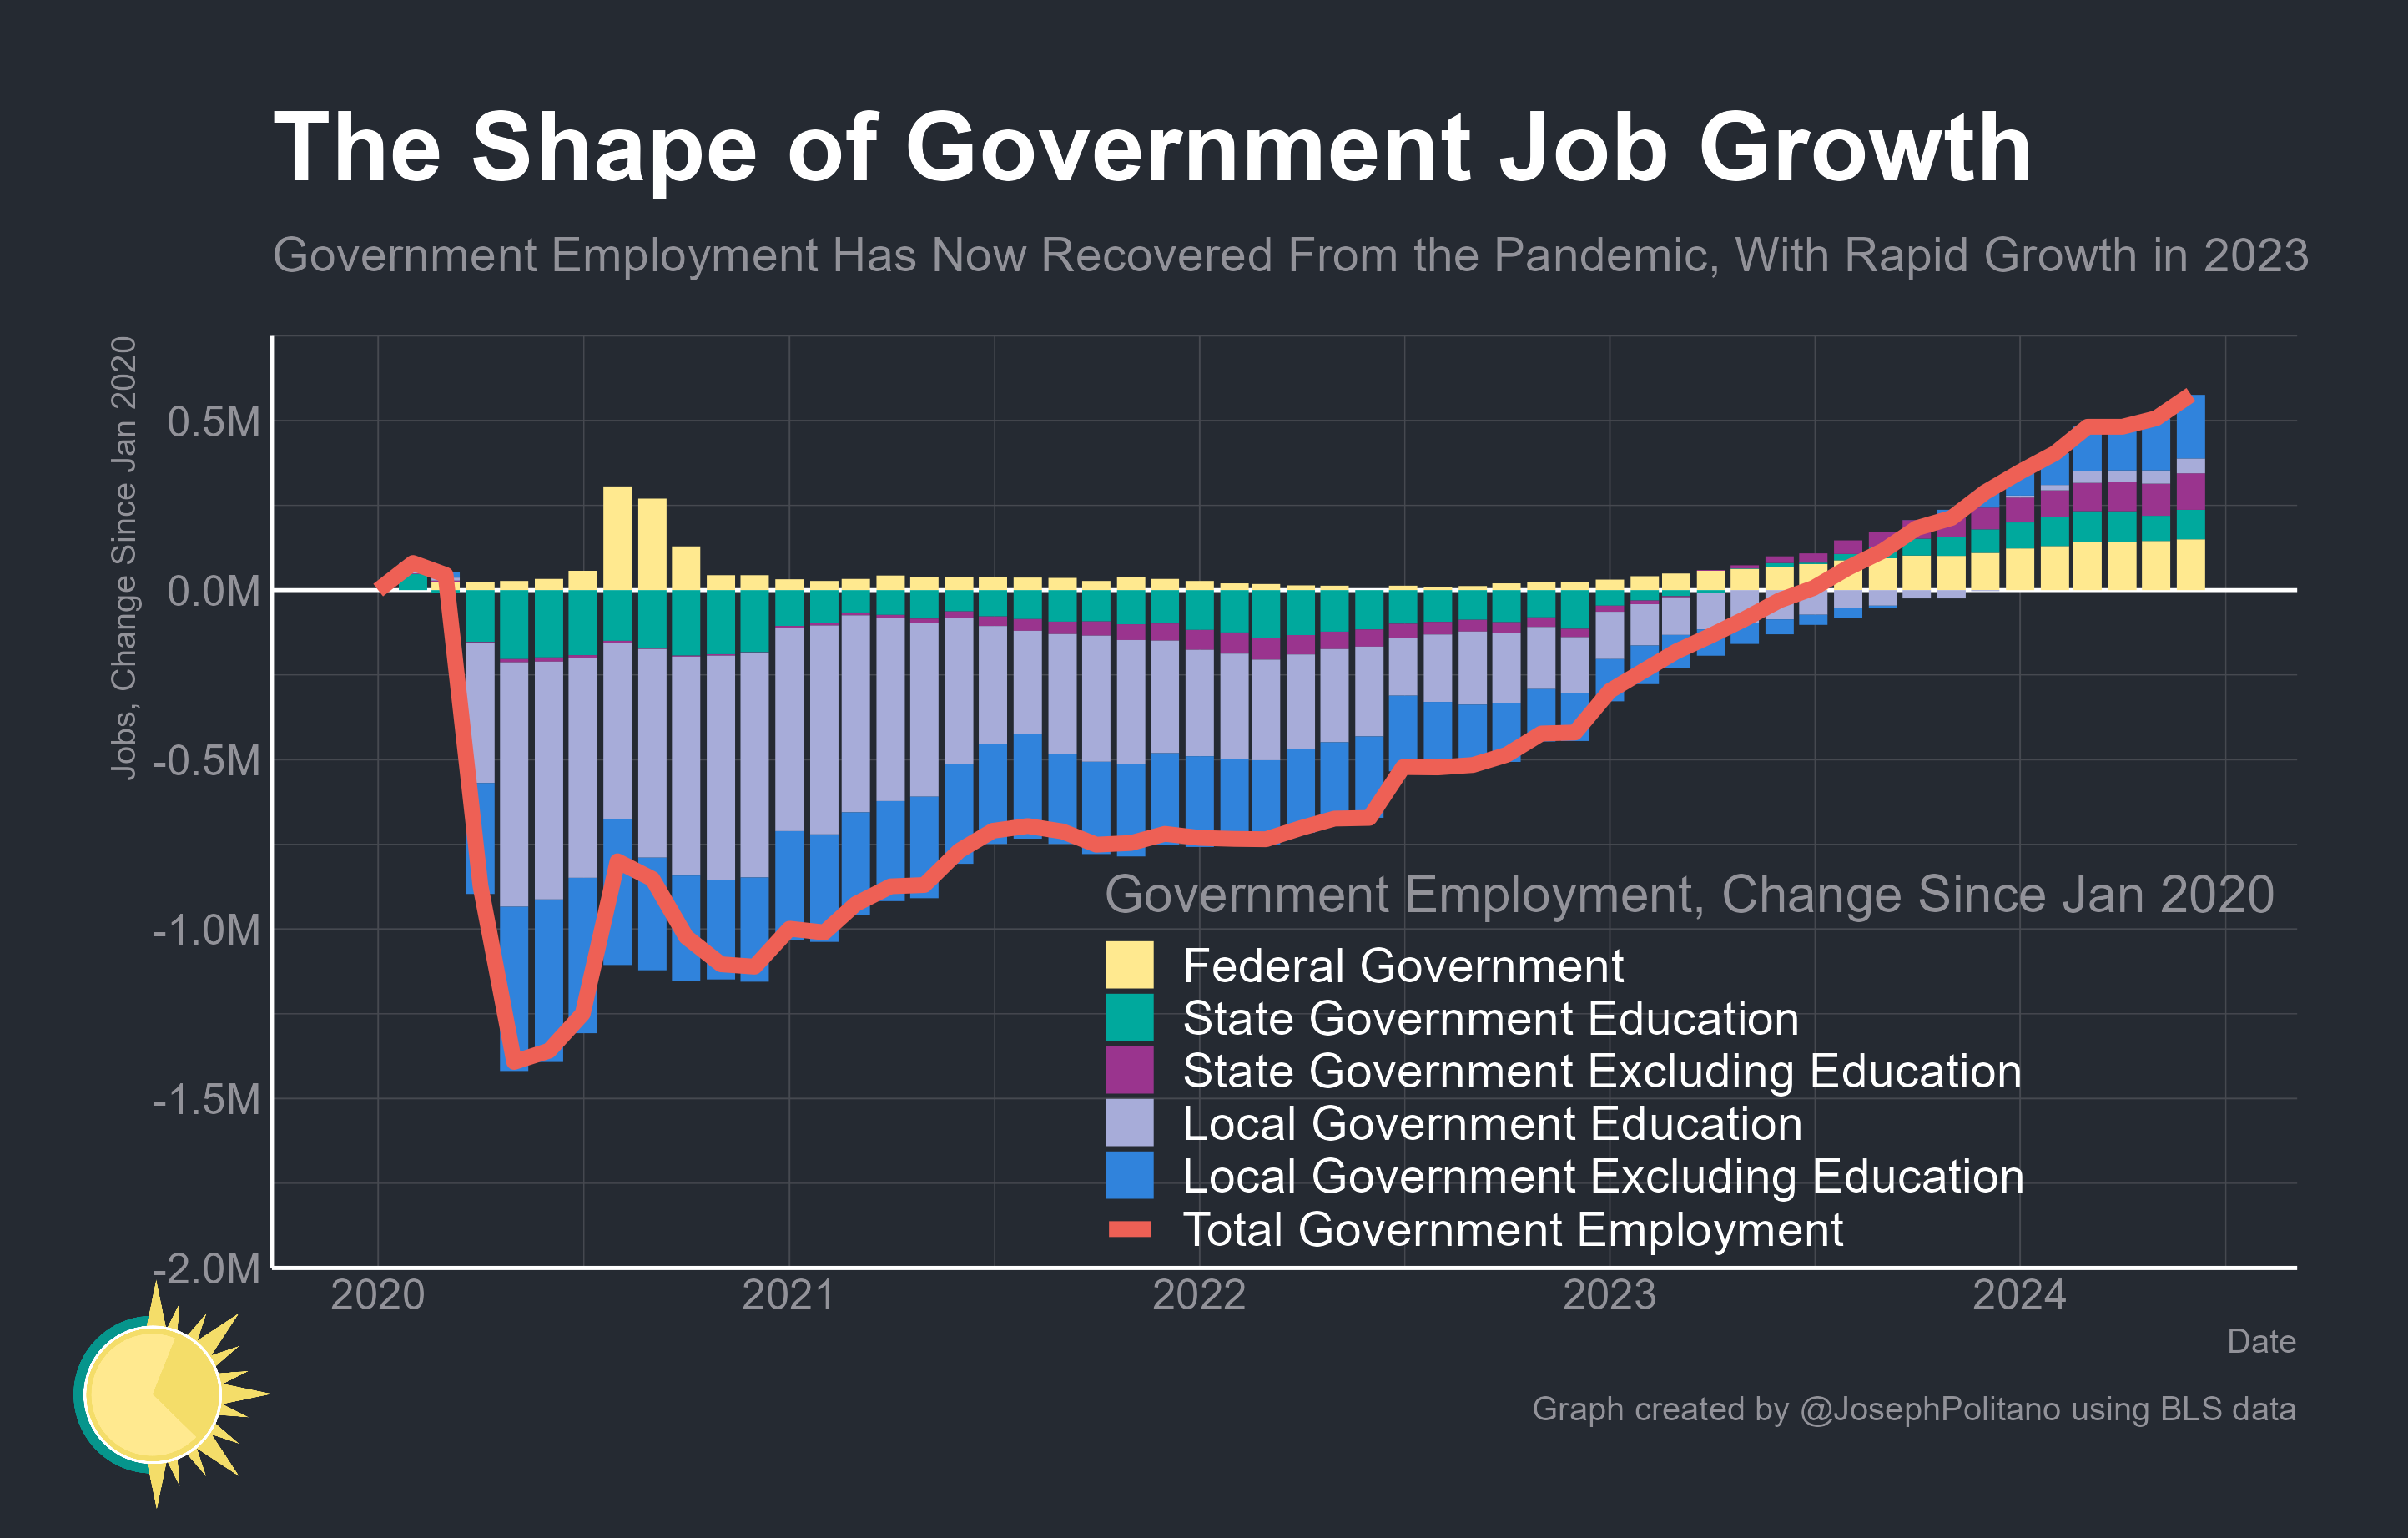 The Shape of Government Job Growth
Government Employment Has Now Recovered From the Pandemic, With Rapid Growth in 2023
Jobs, Change Since Jan 2020
0.5M
0.0M
-0.5M
-1.0M
-1.5M
-2.0M
Government Employment, Change Since Jan 2020
Federal Government
State Government Education
State Government Excluding Education
Local Government Education
Local Government Excluding Education
Total Government Employment
2020 2021 2022 2023 2024
Date
Graph created by @JosephPolitano using BLS data